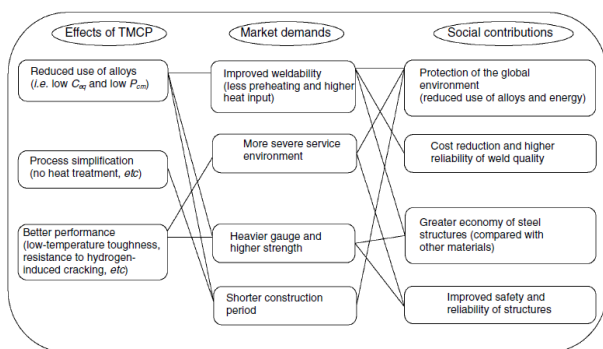 Effects of TMCP
Market demands
Social contributions
Reduced use of alloys
(i.e. low Ceq and low Pcm)
Process simplification
(no heat treatment, etc)
Better performance
(low-temperature toughness,
resistance to hydrogen-
induced cracking, etc)
Improved weldability
(less preheating and higher
heat input)
More severe service
environment
Heavier gauge and
higher strength
Shorter construction
period
Protection of the global
environment
(reduced use of alloys and energy)
Cost reduction and higher
reliability of weld quality
Greater economy of steel
structures (compared with
other materials)
Improved safety and
reliability of structures